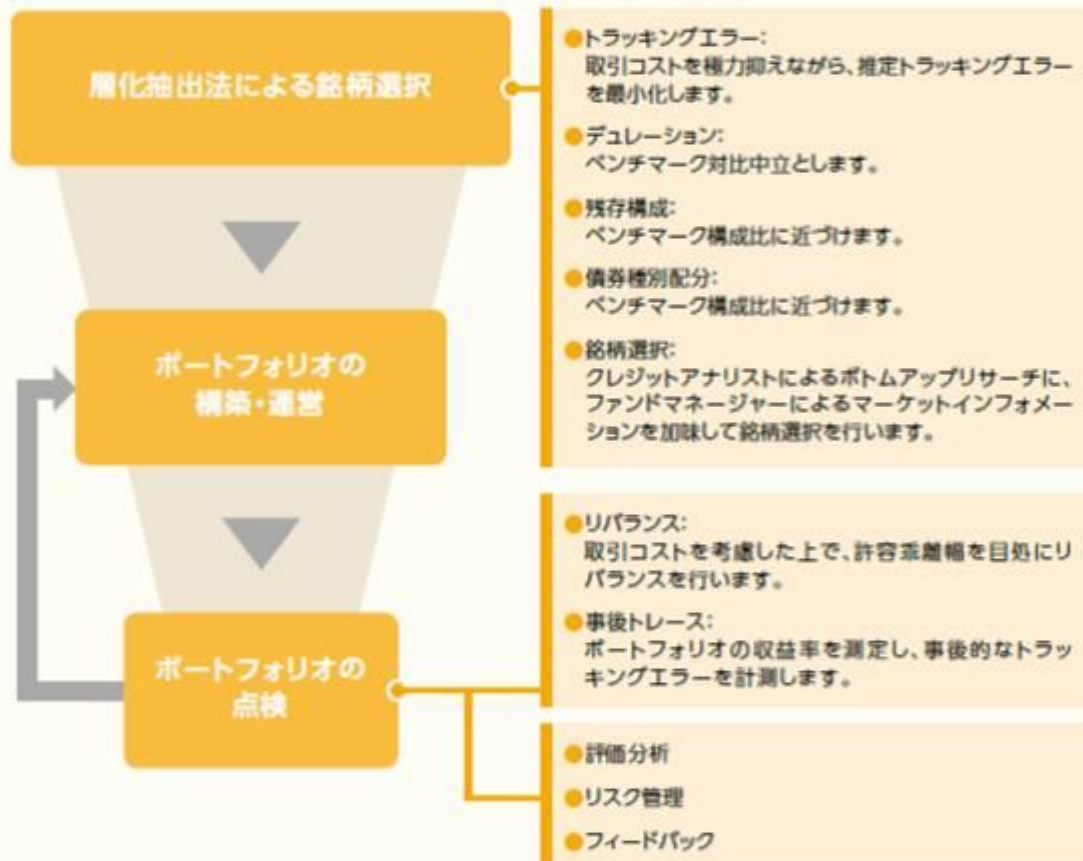 層化抽出法による銘柄選択
●トラッキングエラー:
取引コストを極力抑えながら、推定トラッキングエラー
を最小化します。
●デュレーション:
ベンチマーク対比中立とします。
●残存構成:
ベンチマーク構成比に近づけます。
●債券種別配分:
ベンチマーク構成比に近づけます。
●銘柄選択:
クレジットアナリストによるボトムアップリサーチに、
ファンドマネージャーによるマーケットインフォメー
ションを加味して銘柄選択を行います。
ポートフォリオの
構築・運営
●リバランス:
取引コストを考慮した上で、許容乖離幅を目処にリ
バランスを行います。
●事後トレース:
ポートフォリオの収益率を測定し、事後的なトラッ
キングエラーを計測します。
ポートフォリオの
点検
●評価分析
●リスク管理
●フィードバック